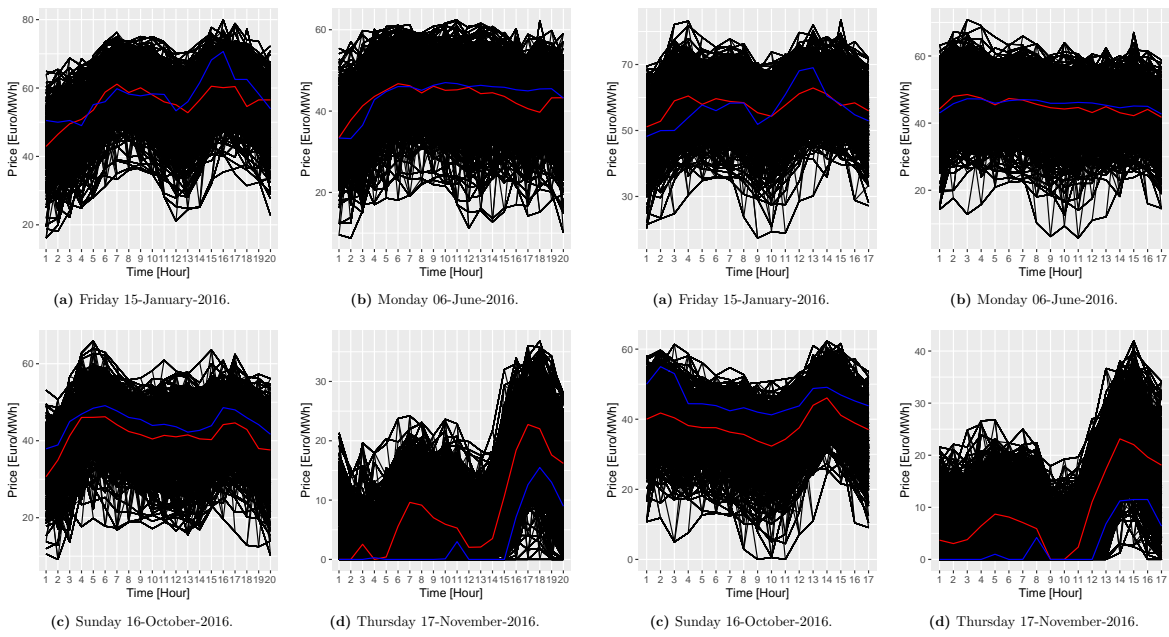 80
60
40
20
Price [Euro/MWh]
1 2 3 4 5 6 7 8 9 10 11 12 13 14 15 16 17 18 19 20
Time [Hour]
(a) Friday 15-January-2016.
60
40
20
Price [Euro/MWh]
1 2 3 4 5 6 7 8 9 10 11 12 13 14 15 16 17 18 19 20
Time [Hour]
(b) Monday 06-June-2016.
70
50
30
Price [Euro/MWh]
1 2 3 4 5 6 7 8 9 10 11 12 13 14 15 16 17
Time [Hour]
(a) Friday 15-January-2016.
60
40
20
Price [Euro/MWh]
1 2 3 4 5 6 7 8 9 10 11 12 13 14 15 16 17
Time [Hour]
(b) Monday 06-June-2016.
60
40
20
Price [Euro/MWh]
1 2 3 4 5 6 7 8 9 10 11 12 13 14 15 16 17 18 19 20
Time [Hour]
(c) Sunday 16-October-2016.
30
20
10
0
Price [Euro/MWh]
1 2 3 4 5 6 7 8 9 10 11 12 13 14 15 16 17 18 19 20
Time [Hour]
(d) Thursday 17-November-2016.
60
40
20
0
Price [Euro/MWh]
1 2 3 4 5 6 7 8 9 10 11 12 13 14 15 16 17
Time [Hour]
(c) Sunday 16-October-2016.
40
30
20
10
0
Price [Euro/MWh]
1 2 3 4 5 6 7 8 9 10 11 12 13 14 15 16 17
Time [Hour]
(d) Thursday 17-November-2016.